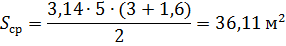 S_ср = 3,14 · 5 · (3 + 1,6) / 2 = 36,11 м²